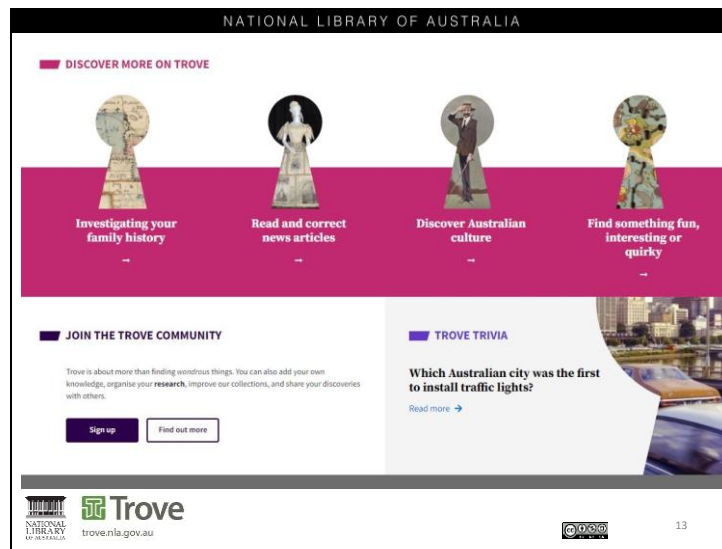 NATIONAL LIBRARY OF AUSTRALIA
DISCOVER MORE ON TROVE
Investigating your
family history
→
Read and correct
news articles
→
Discover Australian
culture
→
Find something fun,
interesting or
quirky
→
JOIN THE TROVE COMMUNITY
Trove is about more than finding wondrous things. You can also add your own
knowledge, organise your research, improve our collections, and share your discoveries
with others.
Sign up
Find out more
TROVE TRIVIA
Which Australian city was the first
to install traffic lights?
Read more →
NATIONAL
LIBRARY
OF AUSTRALIA
Trove
trove.nla.gov.au
13